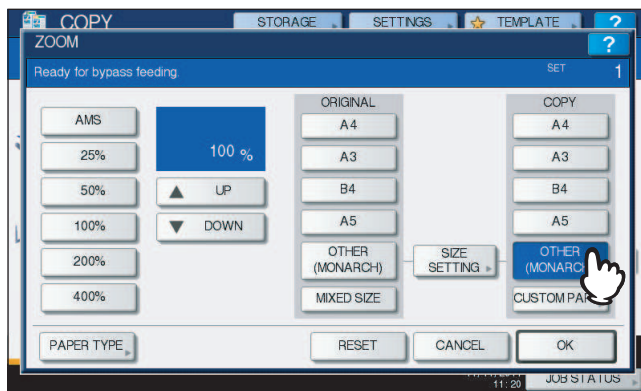 COPY
STORAGE
SETTINGS
TEMPLATE
?
ZOOM
?
Ready for bypass feeding.
SET
1
ORIGINAL
COPY
AMS
100 %
A4
A4
25%
A3
A3
50%
UP
B4
B4
100%
DOWN
A5
A5
200%
OTHER
(MONARCH)
SIZE
SETTING
OTHER
400%
MIXED SIZE
CUSTOM
PAPER TYPE
RESET
CANCEL
OK
11:20
JOB STATUS